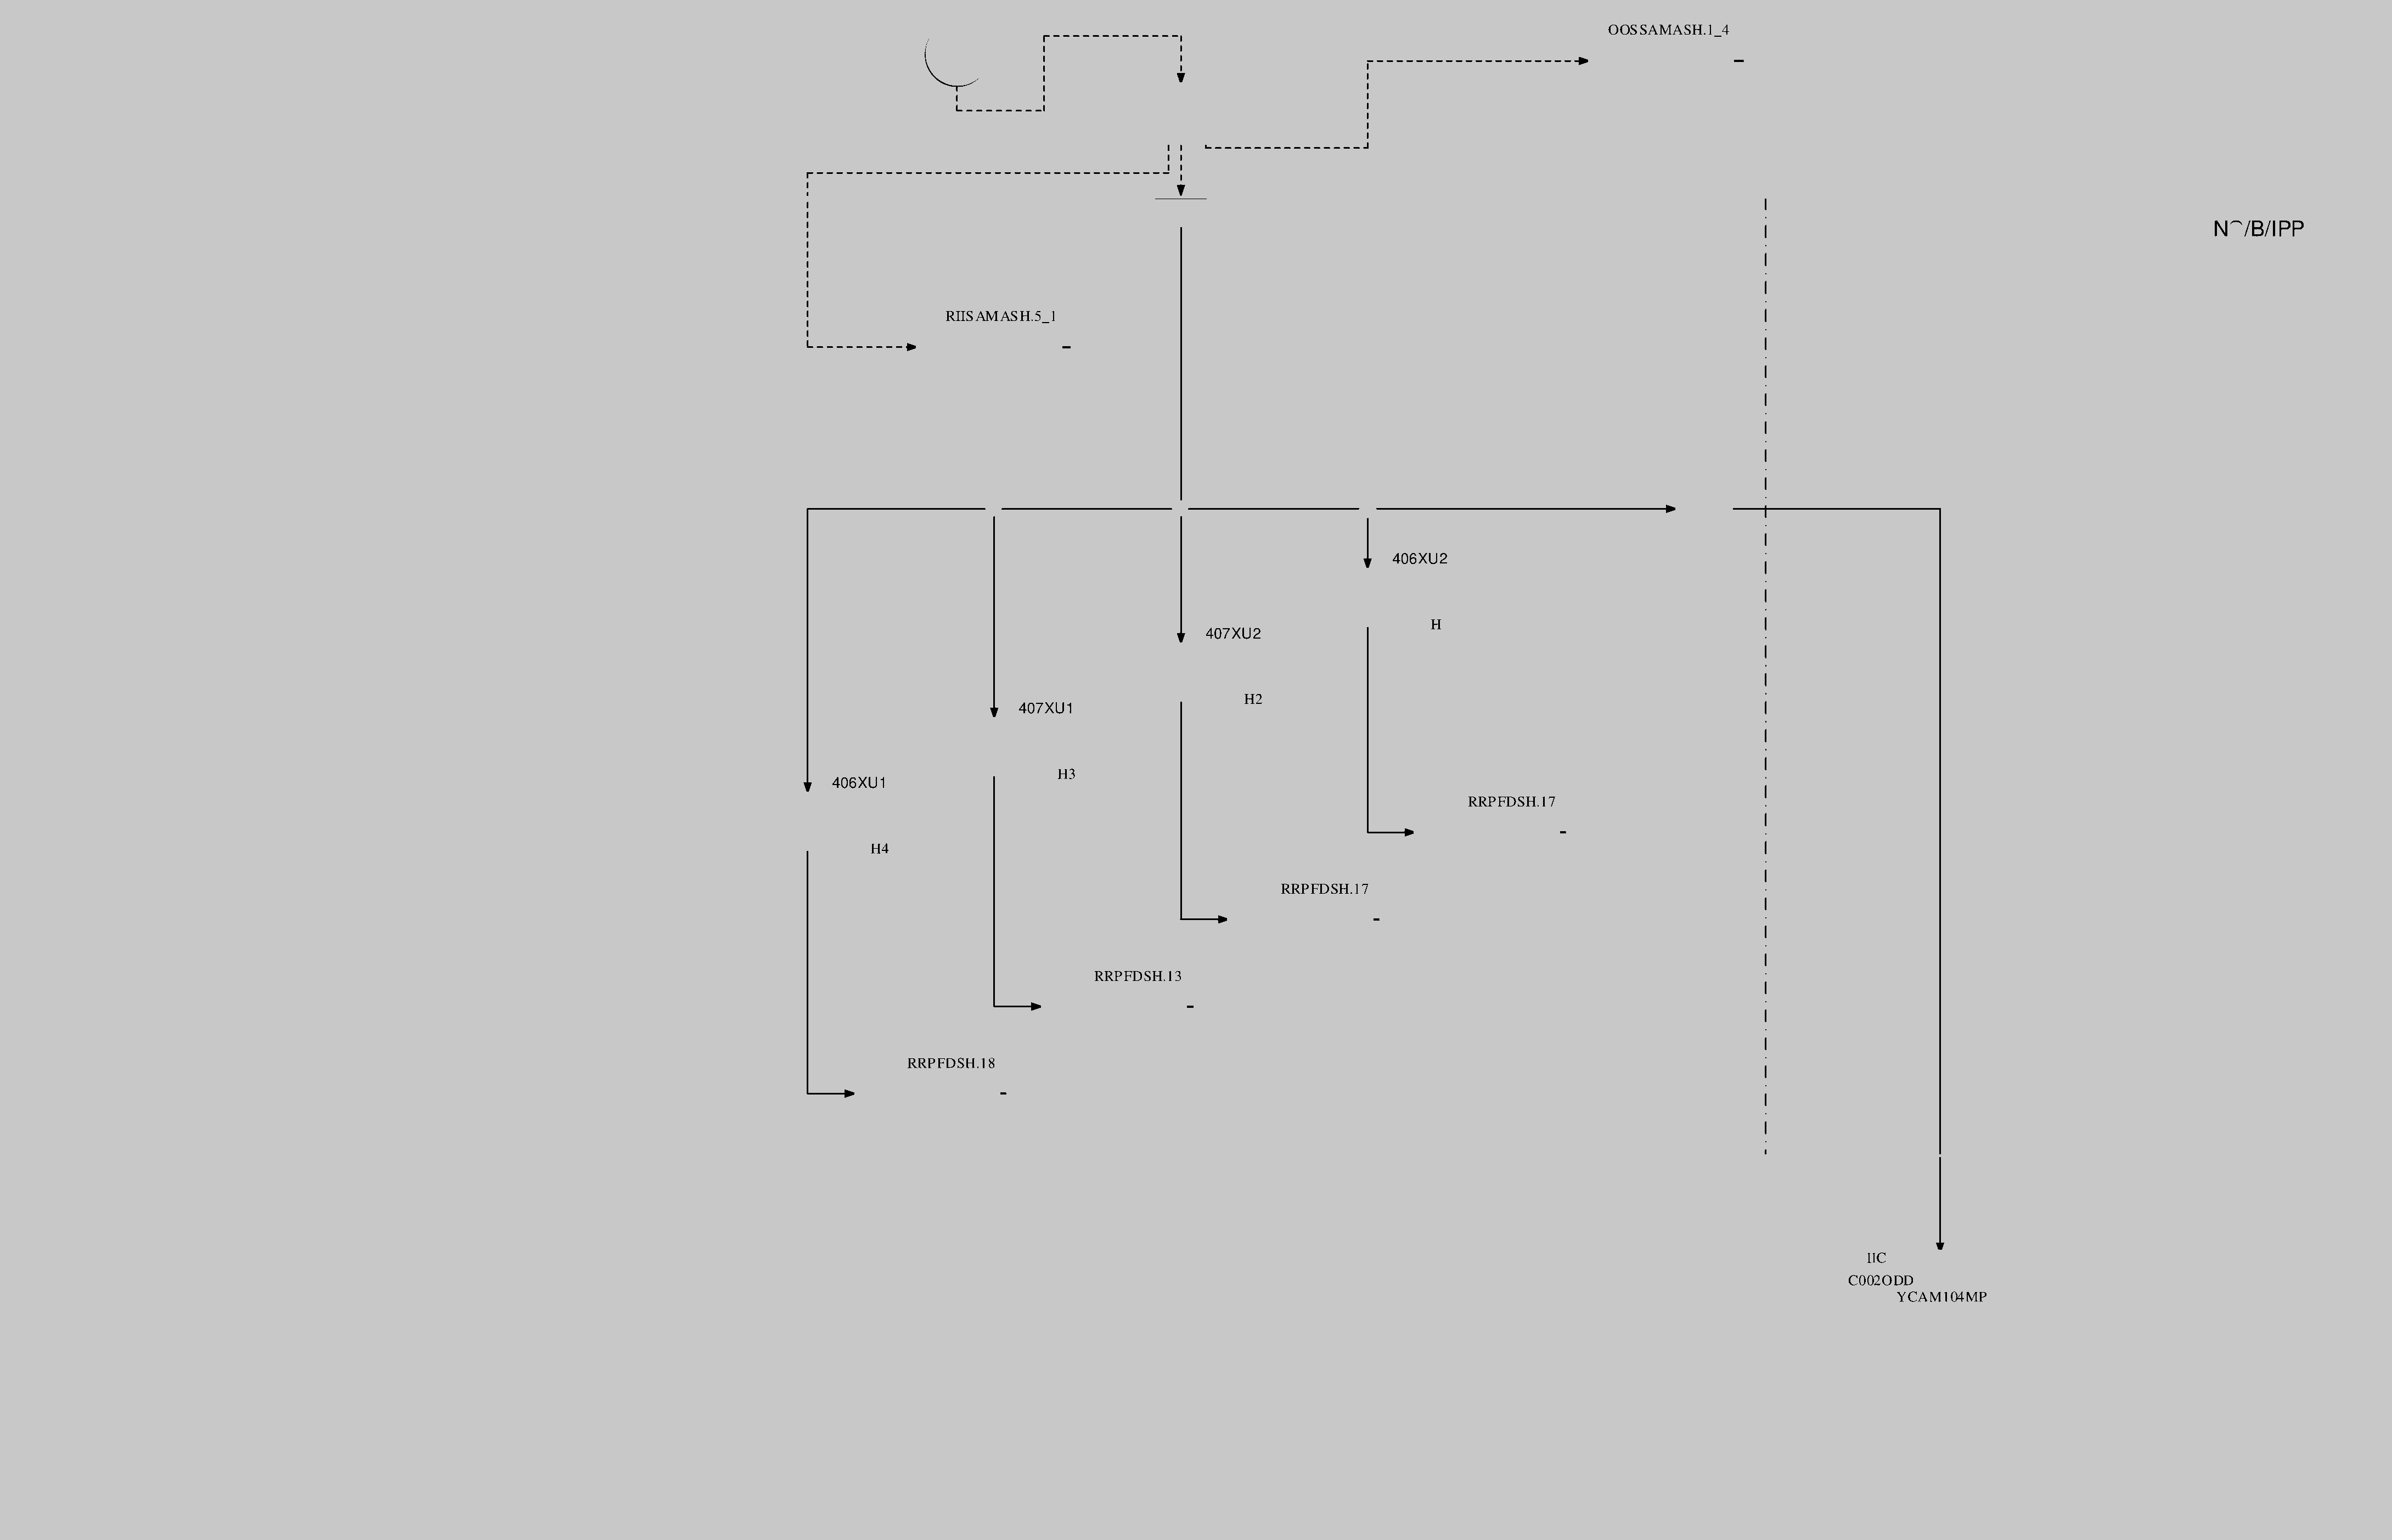 OOSSAMASH.1_4
RIISAMASH.5_1
406XU2
H
407XU2
H2
407XU1
H3
406XU1
H4
RRPFDSH.17
RRPFDSH.17
RRPFDSH.13
RRPFDSH.18
IIC
C002ODD
YCAM104MP